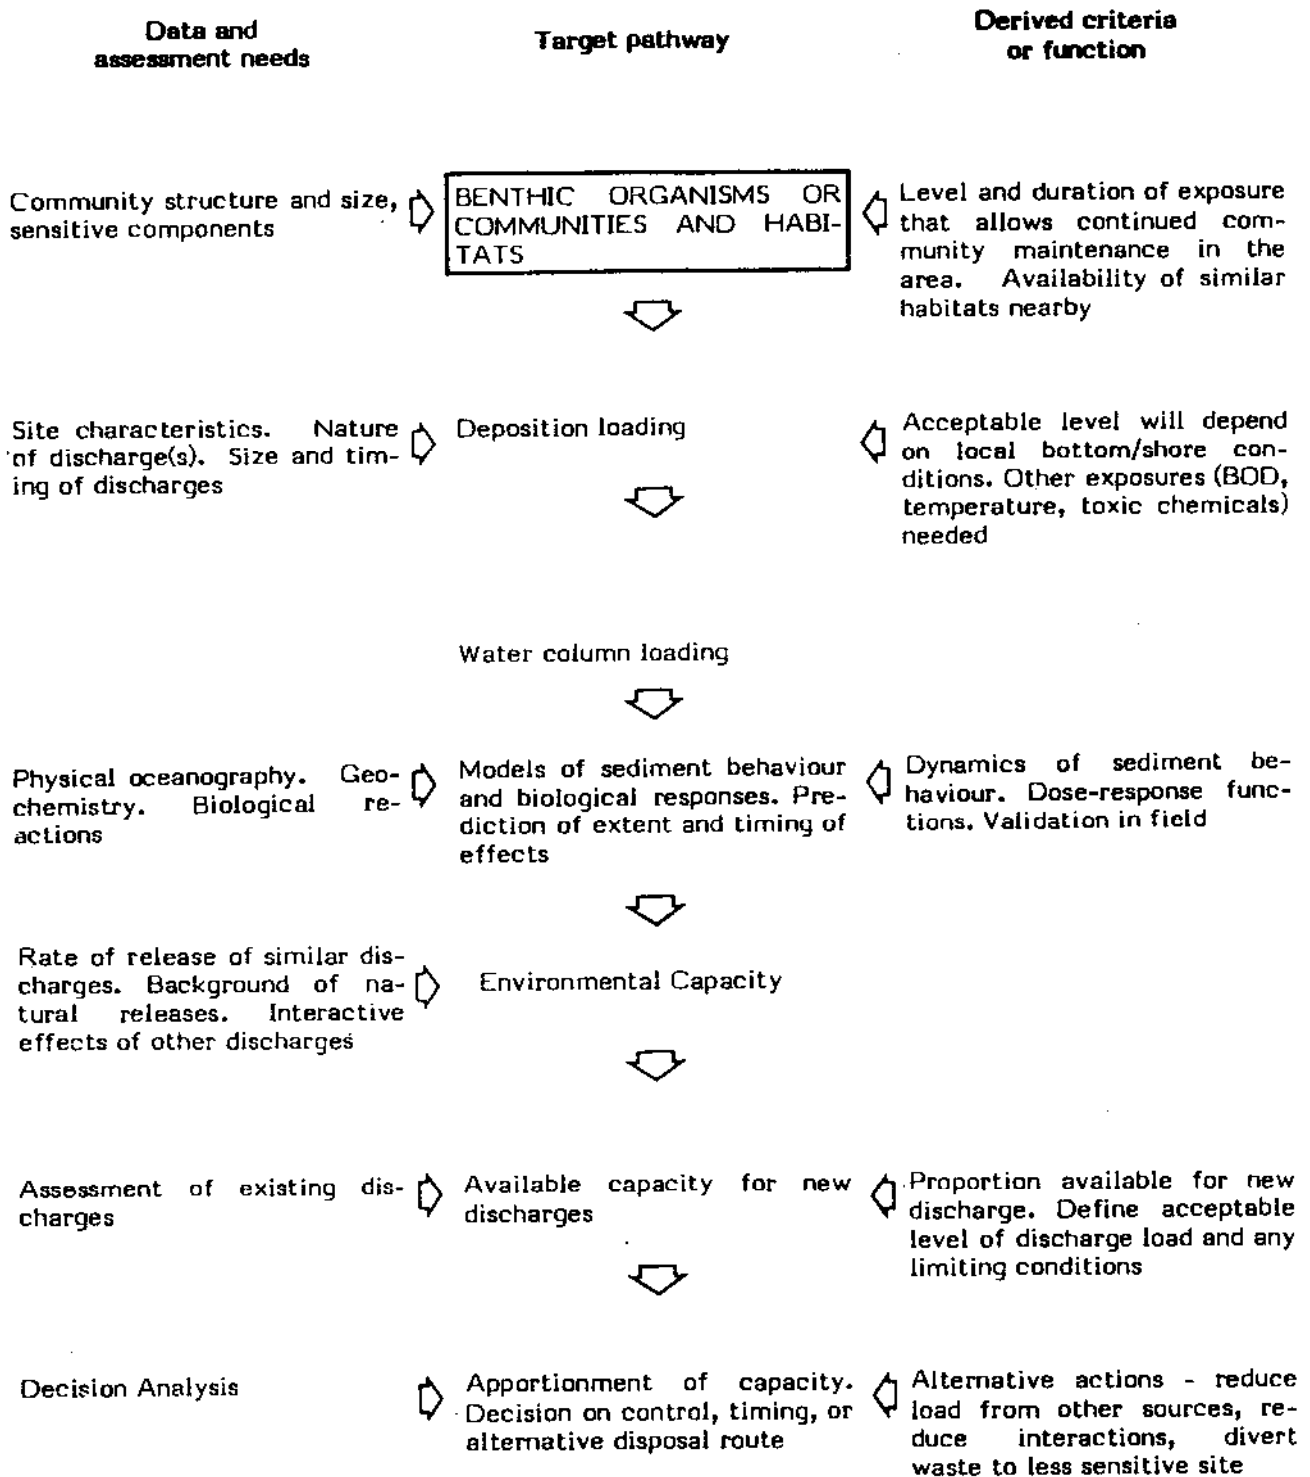 Data and
assessment needs
Target pathway
Derived criteria
or function
Community structure and size,
sensitive components
BENTHIC ORGANISMS OR
COMMUNITIES AND HABI-
TATS
Level and duration of exposure
that allows continued com-
munity maintenance in the
area. Availability of similar
habitats nearby
Site characteristics. Nature
of discharge(s). Size and tim-
ing of discharges
Deposition loading
Acceptable level will depend
on local bottom/shore con-
ditions. Other exposures (BOD,
temperature, toxic chemicals)
needed
Water column loading
Physical oceanography. Geo-
chemistry. Biological re-
actions
Models of sediment behaviour
and biological responses. Pre-
diction of extent and timing of
effects
Dynamics of sediment be-
haviour. Dose-response func-
tions. Validation in field
Rate of release of similar dis-
charges. Background of na-
tural releases. Interactive
effects of other discharges
Environmental Capacity
Assessment of existing dis-
charges
Available capacity for new
discharges
Proportion available for new
discharge. Define acceptable
level of discharge load and any
limiting conditions
Decision Analysis
Apportionment of capacity.
Decision on control, timing, or
alternative disposal route
Alternative actions - reduce
load from other sources, re-
duce interactions, divert
waste to less sensitive site